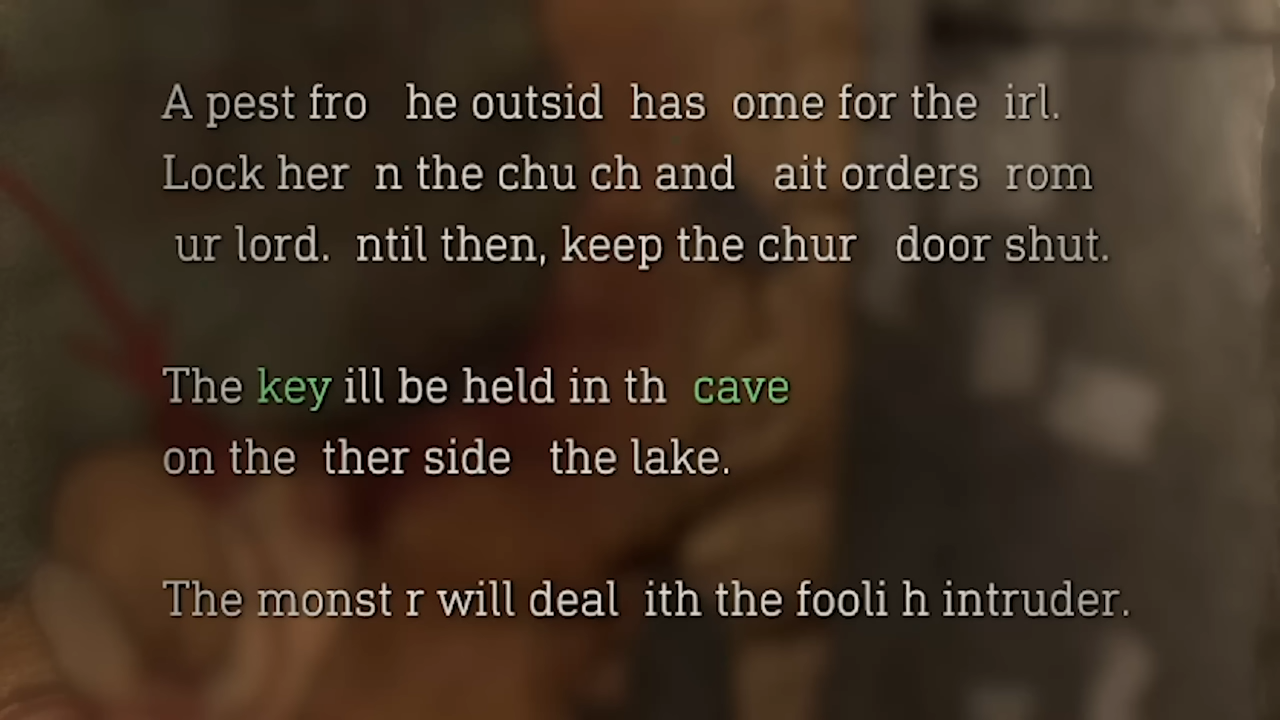 A pest fro he outsid has ome for the irl.
Lock her n the chu ch and ait orders rom
ur lord. ntil then, keep the chur door shut.
The key ill be held in th cave
on the ther side the lake.
The monst r will deal ith the fooli h intruder.